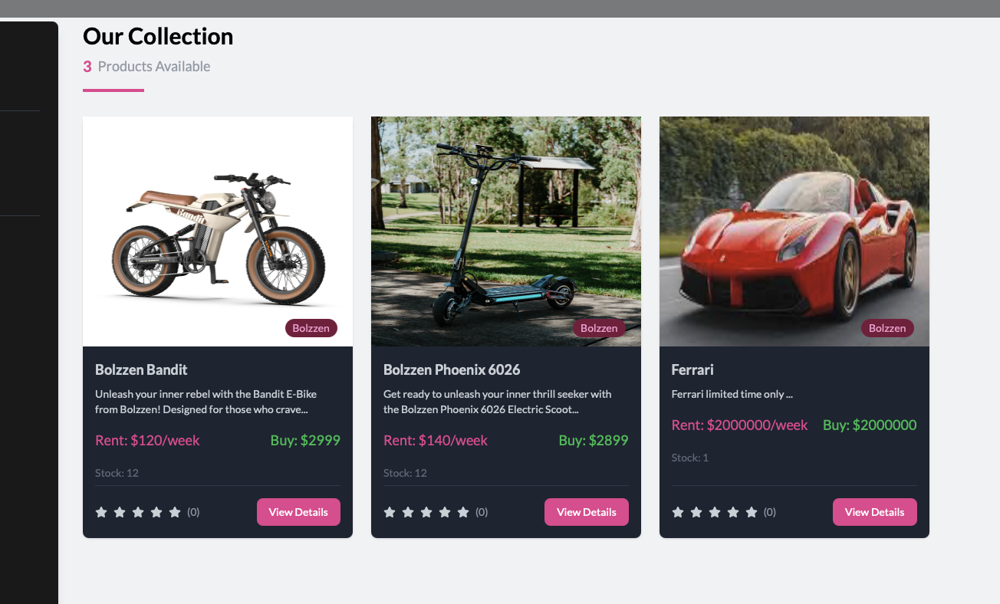 Our Collection
3 Products Available
Bandit
Bolzzen
Bolzzen
Bolzzen
Bolzzen Bandit
Unleash your inner rebel with the Bandit E-Bike
from Bolzzen! Designed for those who crave...
Rent: $120/week
Buy: $2999
Stock: 12
(0)
View Details
Bolzzen Phoenix 6026
Get ready to unleash your inner thrill seeker with
the Bolzzen Phoenix 6026 Electric Scoot...
Rent: $140/week
Buy: $2899
Stock: 12
(0)
View Details
Ferrari
Ferrari limited time only ...
Rent: $2000000/week
Buy: $2000000
Stock: 1
(0)
View Details